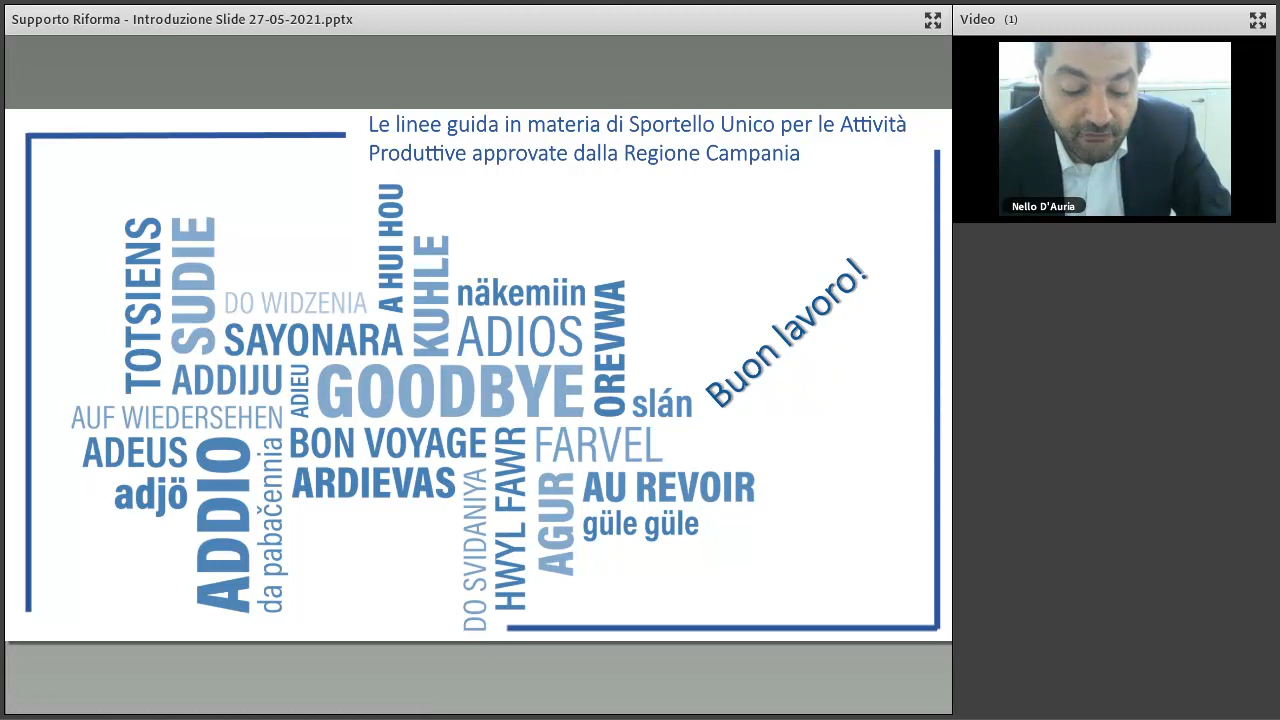 Supporto Riforma - Introduzione Slide 27-05-2021.pptx
Video (1)
Le linee guida in materia di Sportello Unico per le Attività
Produttive approvate dalla Regione Campania
TOTSIENS
SUDIE
A HUI HOU
KUHLE
DO WIDZENIA
näkemiin
OREVWA
SAYONARA
ADIOS
ADDIJU
ADIEU
GOODBYE
slán
Buon lavoro!
AUF WIEDERSEHEN
ADEUS
ADDIO
da pabačennia
BON VOYAGE
FARVEL
adjö
ARDIEVAS
DO SVIDANIYA
HWYL FAWR
AGUR
AU REVOIR
güle güle
Nello D'Auria